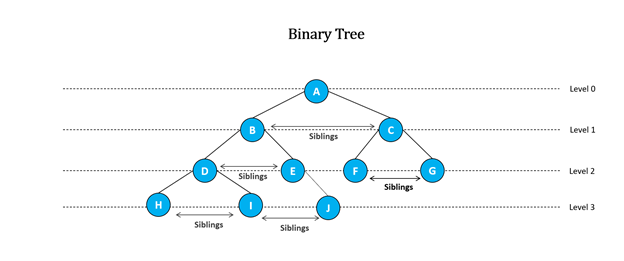 Binary Tree
A
Level 0
B
Siblings
C
Level 1
D
Siblings
E
F
Siblings
G
Level 2
H
Siblings
I
Siblings
J
Level 3